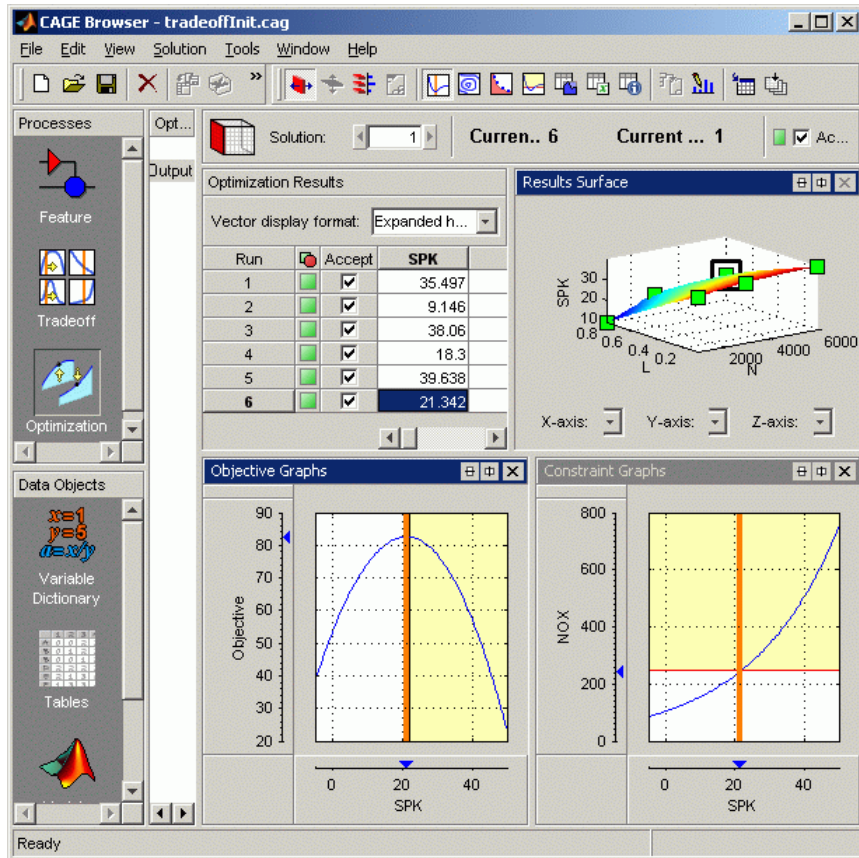 CAGE Browser - tradeoffInit.cag
File Edit View Solution Tools Window Help
»
Processes
Opt...
Solution: 1 Curren.. 6 Current ... 1 Ac...
Output
Feature
Tradeoff
Optimization
Optimization Results
Vector display format: Expanded h...
Run Accept SPK
1 35.497
2 9.146
3 38.06
4 18.3
5 39.638
6 21.342
Results Surface
SPK
30
20
10
0.8 0.6 0.4 0.2
L
2000 4000 6000
N
X-axis: Y-axis: Z-axis:
Data Objects
x=1
y=5
a=x/y
Variable
Dictionary
Tables
Objective Graphs
Objective
90
80
70
60
50
40
30
20
0 20 40
SPK
Constraint Graphs
NOX
800
600
400
200
0
0 20 40
SPK
Ready